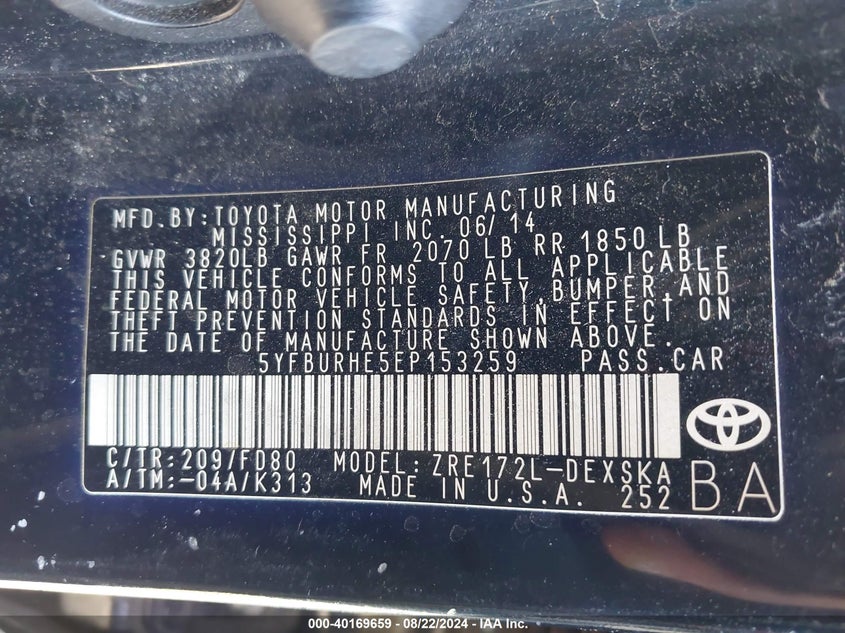 MFD.BY:TOYOTA MOTOR MANUFACTURING
MISSISSIPPI INC. 06/14
GVWR 3820LB GAWR FR 2070 LB RR 1850 LB
THIS VEHICLE CONFORMS TO ALL APPLICABLE
FEDERAL MOTOR VEHICLE SAFETY,BUMPER,AND
THEFT PREVENTION STANDARDS IN EFFECT ON
THE DATE OF MANUFACTURE SHOWN ABOVE.
5YFBURHE5EP153259 PASS.CAR
C/TR:209/FD80 MODEL:ZRE172L-DEXSKA
A/TM:-04A/K313 MADE IN U.S.A. 252
BA
000-40169659 - 08/22/2024 - IAA Inc.